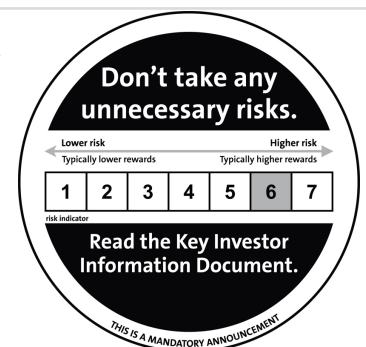 Don't take any
unnecessary risks.
Lower risk Higher risk
Typically lower rewards Typically higher rewards
1 2 3 4 5 6 7
risk indicator
Read the Key Investor
Information Document.
THIS IS A MANDATORY ANNOUNCEMENT